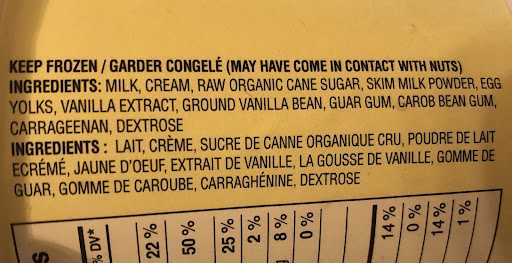 KEEP FROZEN / GARDER CONGELÉ (MAY HAVE COME IN CONTACT WITH NUTS)
INGREDIENTS: MILK, CREAM, RAW ORGANIC CANE SUGAR, SKIM MILK POWDER, EGG
YOLKS, VANILLA EXTRACT, GROUND VANILLA BEAN, GUAR GUM, CAROB BEAN GUM,
CARRAGEENAN, DEXTROSE
INGREDIENTS : LAIT, CRÈME, SUCRE DE CANNE ORGANIQUE CRU, POUDRE DE LAIT
ECRÉMÉ, JAUNE D'OEUF, EXTRAIT DE VANILLE, LA GOUSSE DE VANILLE, GOMME DE
GUAR, GOMME DE CAROUBE, CARRAGHÉNINE, DEXTROSE
% DV*
22 %
50 %
25 %
2 %
8 %
0 %
14 %
0 %
14 %
1 %